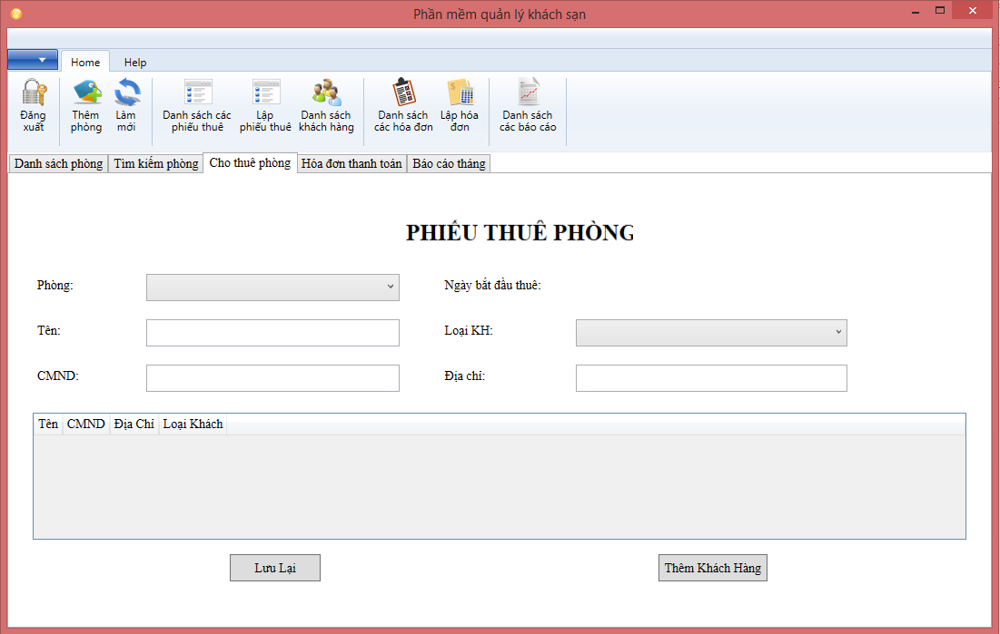 Phần mềm quản lý khách sạn
Home Help
Đăng xuất
Thêm phòng
Làm mới
Danh sách các phiếu thuê
Lập phiếu thuê
Danh sách khách hàng
Danh sách các hóa đơn
Lập hóa đơn
Danh sách các báo cáo
Danh sách phòng Tìm kiếm phòng Cho thuê phòng Hóa đơn thanh toán Báo cáo tháng
PHIẾU THUÊ PHÒNG
Phòng: Ngày bắt đầu thuê:
Tên: Loại KH:
CMND: Địa chỉ:
Tên CMND Địa Chỉ Loại Khách
Lưu Lại Thêm Khách Hàng